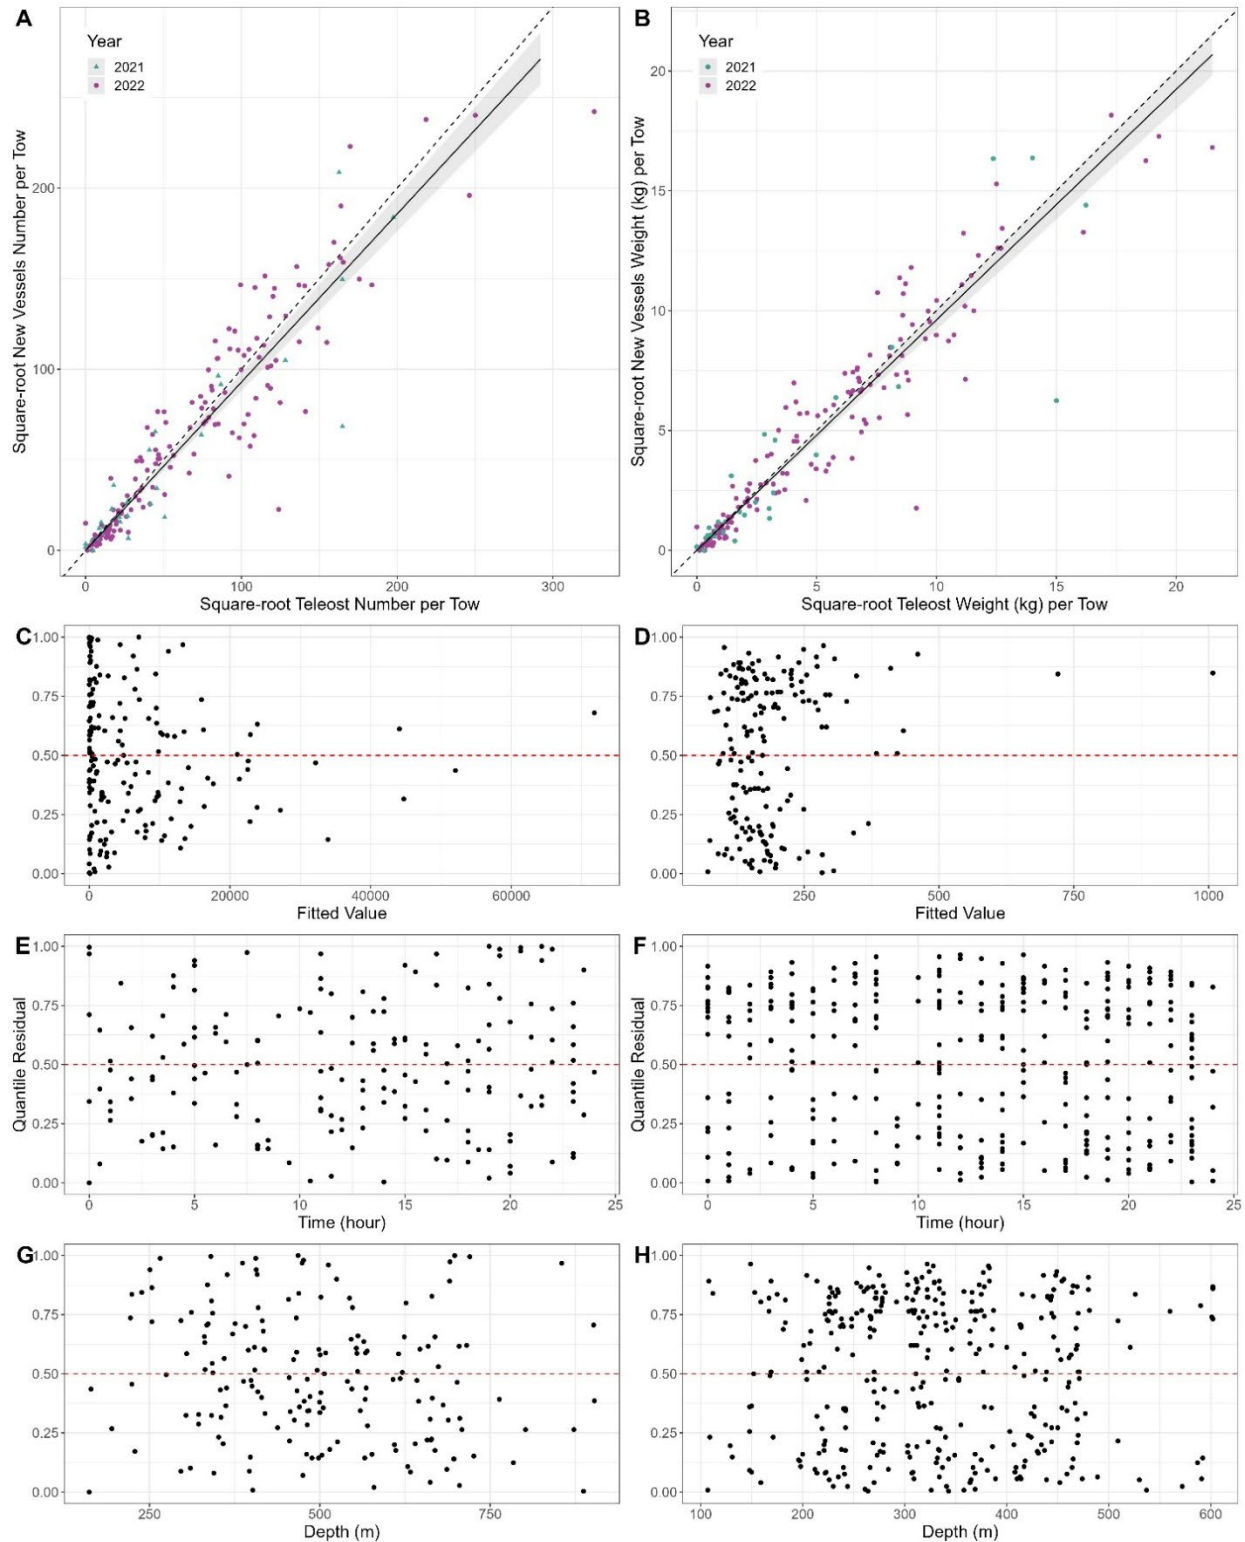 A
Year
2021
2022
Square-root New Vessels Number per Tow
200
100
0
0 100 200 300
Square-root Teleost Number per Tow
B
Year
2021
2022
Square-root New Vessels Weight (kg) per Tow
20
15
10
5
0
0 5 10 15 20
Square-root Teleost Weight (kg) per Tow
C
1.00
0.75
0.50
0.25
0.00
0 20000 40000 60000
Fitted Value
D
1.00
0.75
0.50
0.25
0.00
250 500 750 1000
Fitted Value
E
Quantile Residual
1.00
0.75
0.50
0.25
0.00
0 5 10 15 20 25
Time (hour)
F
Quantile Residual
1.00
0.75
0.50
0.25
0.00
0 5 10 15 20 25
Time (hour)
G
1.00
0.75
0.50
0.25
0.00
250 500 750
Depth (m)
H
1.00
0.75
0.50
0.25
0.00
100 200 300 400 500 600
Depth (m)